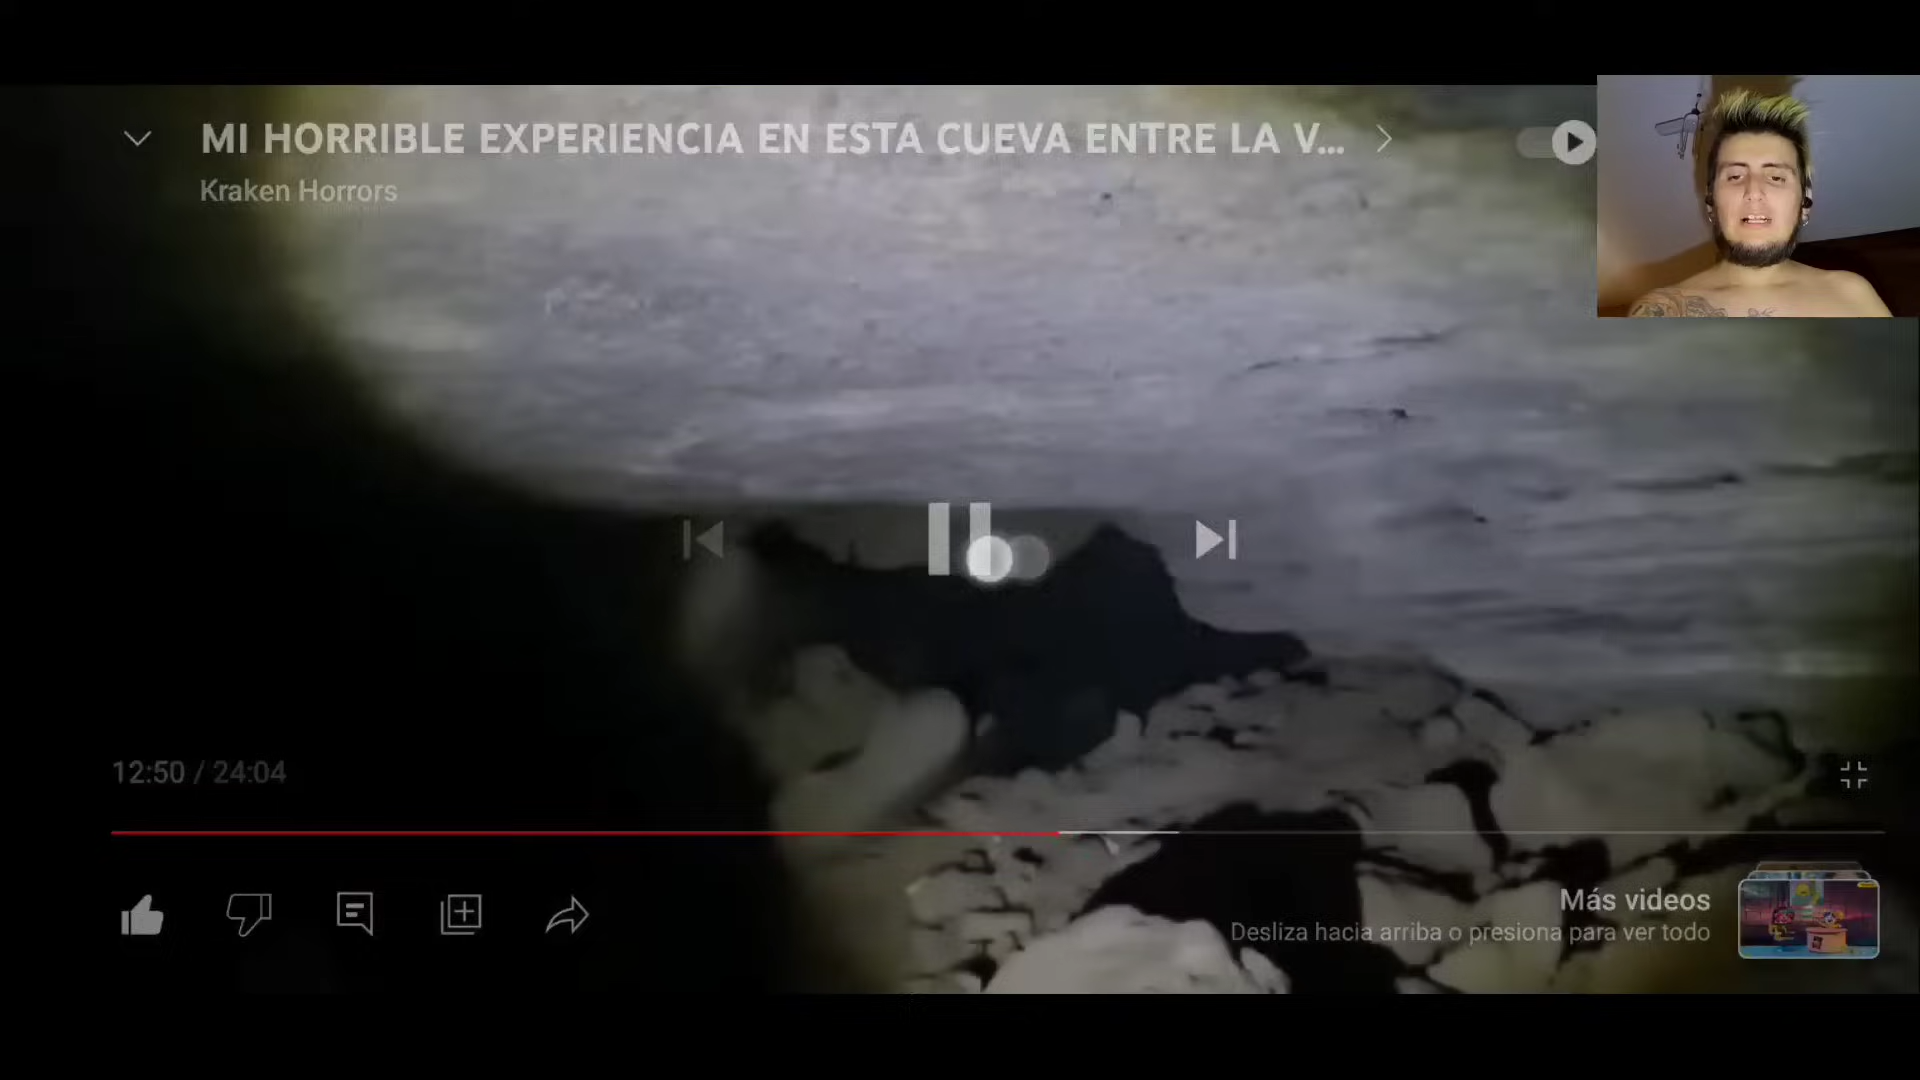 MI HORRIBLE EXPERIENCIA EN ESTA CUEVA ENTRE LA V...
Kraken Horrors
12:50 / 24:04
Más videos
Desliza hacia arriba o presiona para ver todo